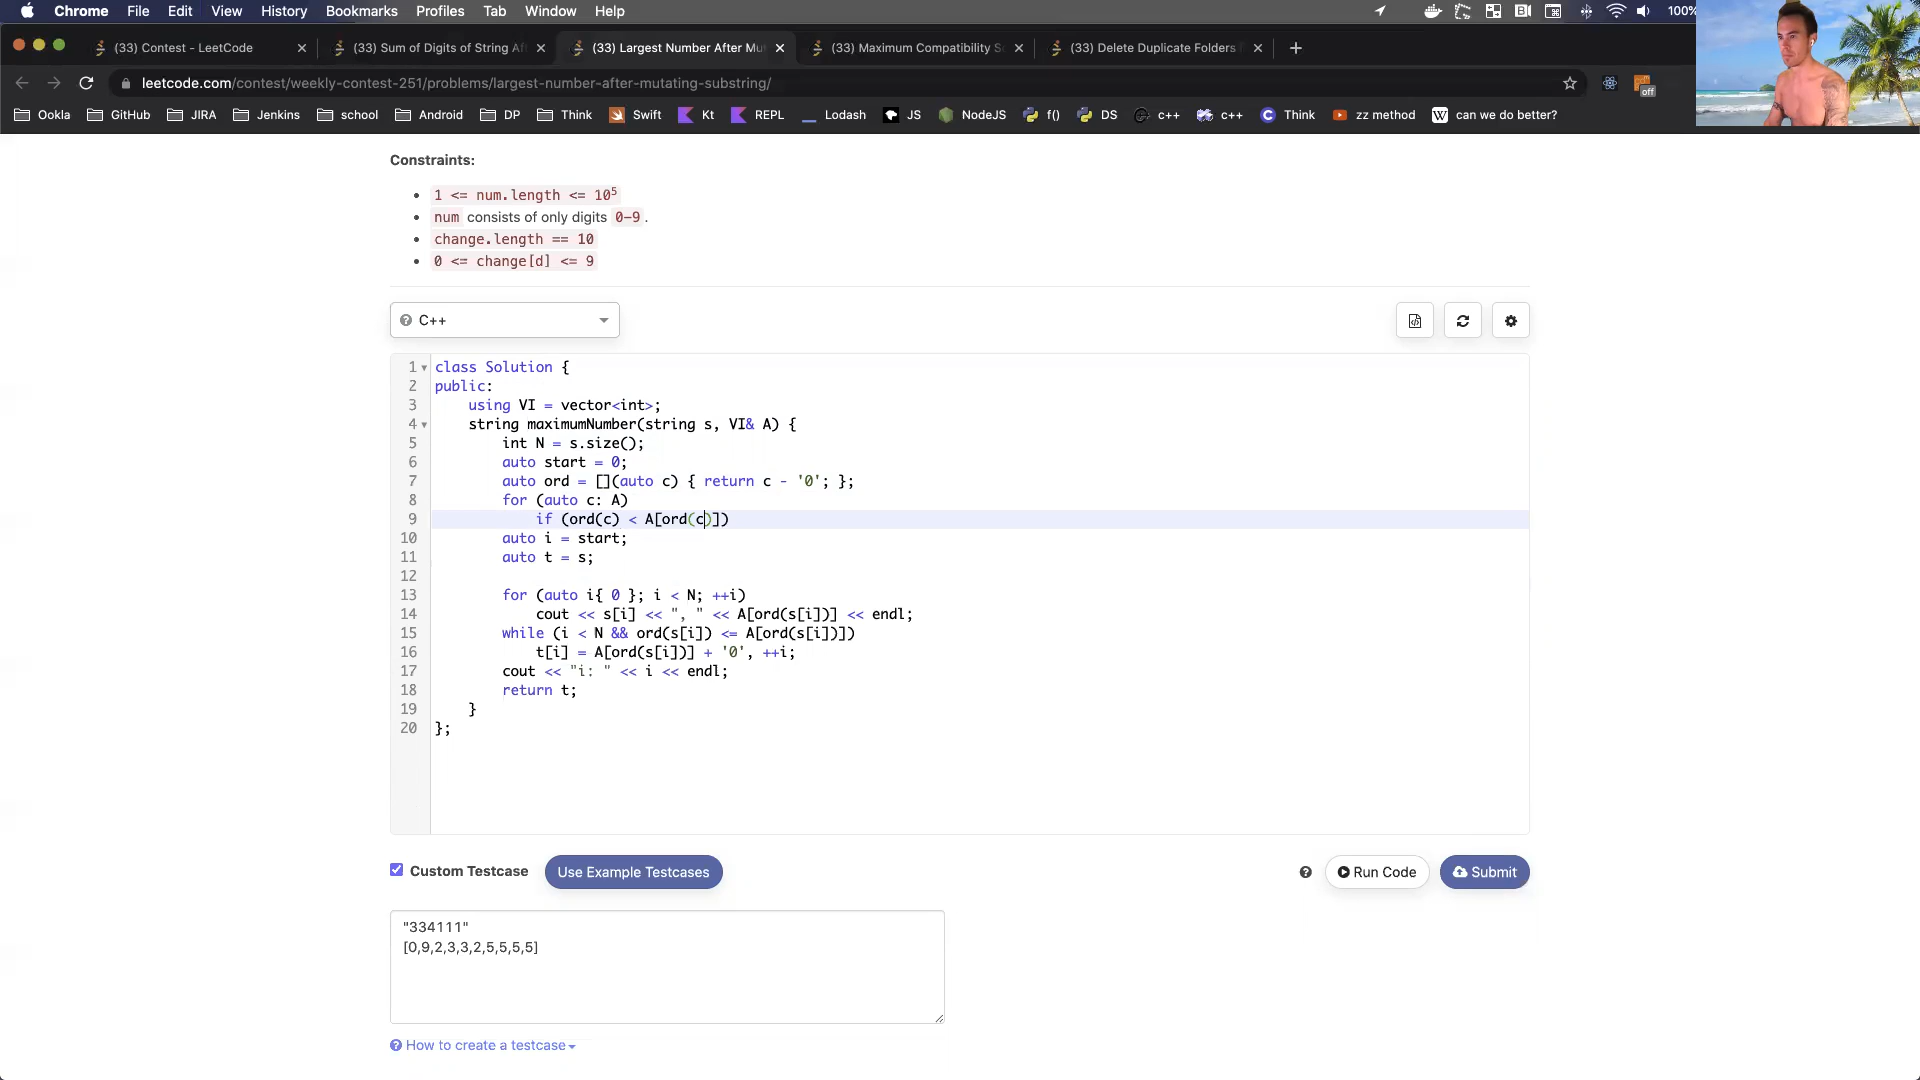 Chrome File Edit View History Bookmarks Profiles Tab Window Help 100%
(33) Contest - LeetCode
(33) Sum of Digits of String Af
(33) Largest Number After Mu
(33) Maximum Compatibility S
(33) Delete Duplicate Folders
leetcode.com/contest/weekly-contest-251/problems/largest-number-after-mutating-substring/
off
Ookla GitHub JIRA Jenkins school Android DP Think Swift Kt REPL Lodash JS NodeJS f() DS c++ c++ Think zz method can we do better?
Constraints:
1 <= num.length <= 10⁵
num consists of only digits 0-9.
change.length == 10
0 <= change[d] <= 9
C++
1 class Solution {
2 public:
3 using VI = vector<int>;
4 string maximumNumber(string s, VI& A) {
5 int N = s.size();
6 auto start = 0;
7 auto ord = [](auto c) { return c - '0'; };
8 for (auto c: A)
9 if (ord(c) < A[ord(c)])
10 auto i = start;
11 auto t = s;
12
13 for (auto i{ 0 }; i < N; ++i)
14 cout << s[i] << ", " << A[ord(s[i])] << endl;
15 while (i < N && ord(s[i]) <= A[ord(s[i])])
16 t[i] = A[ord(s[i])] + '0', ++i;
17 cout << "i: " << i << endl;
18 return t;
19 }
20 };
Custom Testcase Use Example Testcases Run Code Submit
"334111"
[0,9,2,3,3,2,5,5,5,5]
How to create a testcase